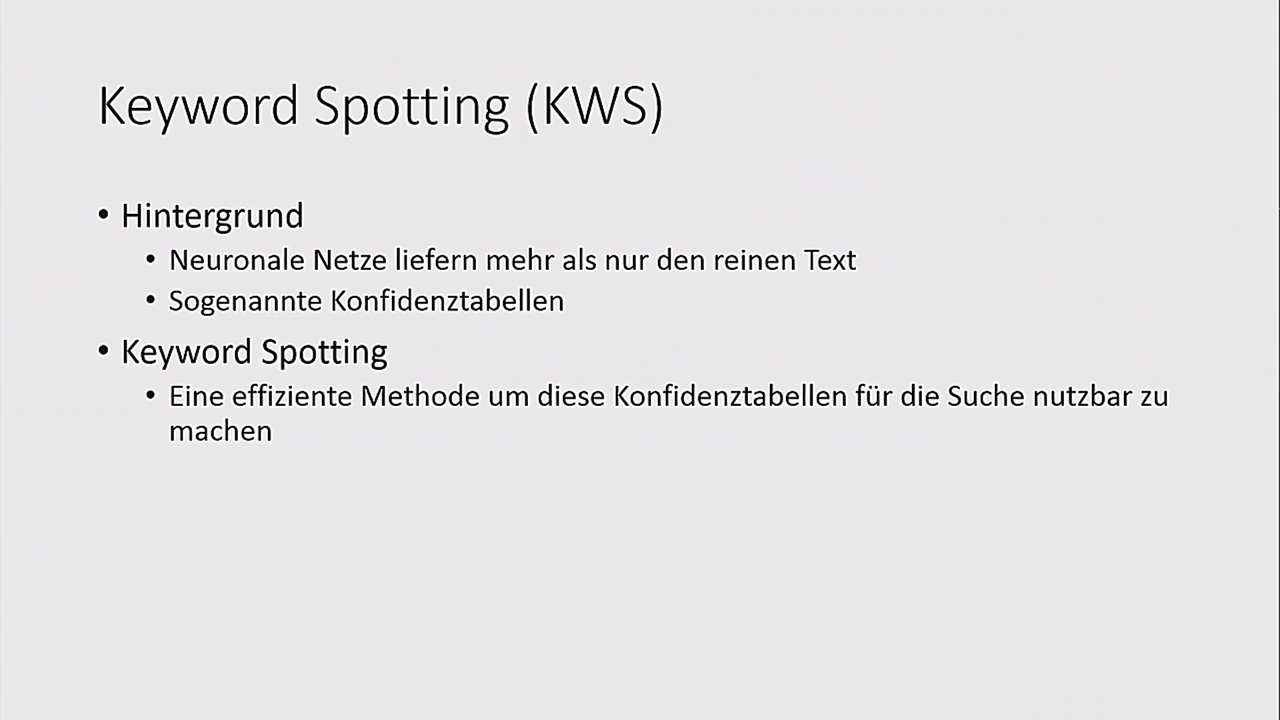 Keyword Spotting (KWS)
• Hintergrund
• Neuronale Netze liefern mehr als nur den reinen Text
• Sogenannte Konfidenztabellen
• Keyword Spotting
• Eine effiziente Methode um diese Konfidenztabellen für die Suche nutzbar zu
machen